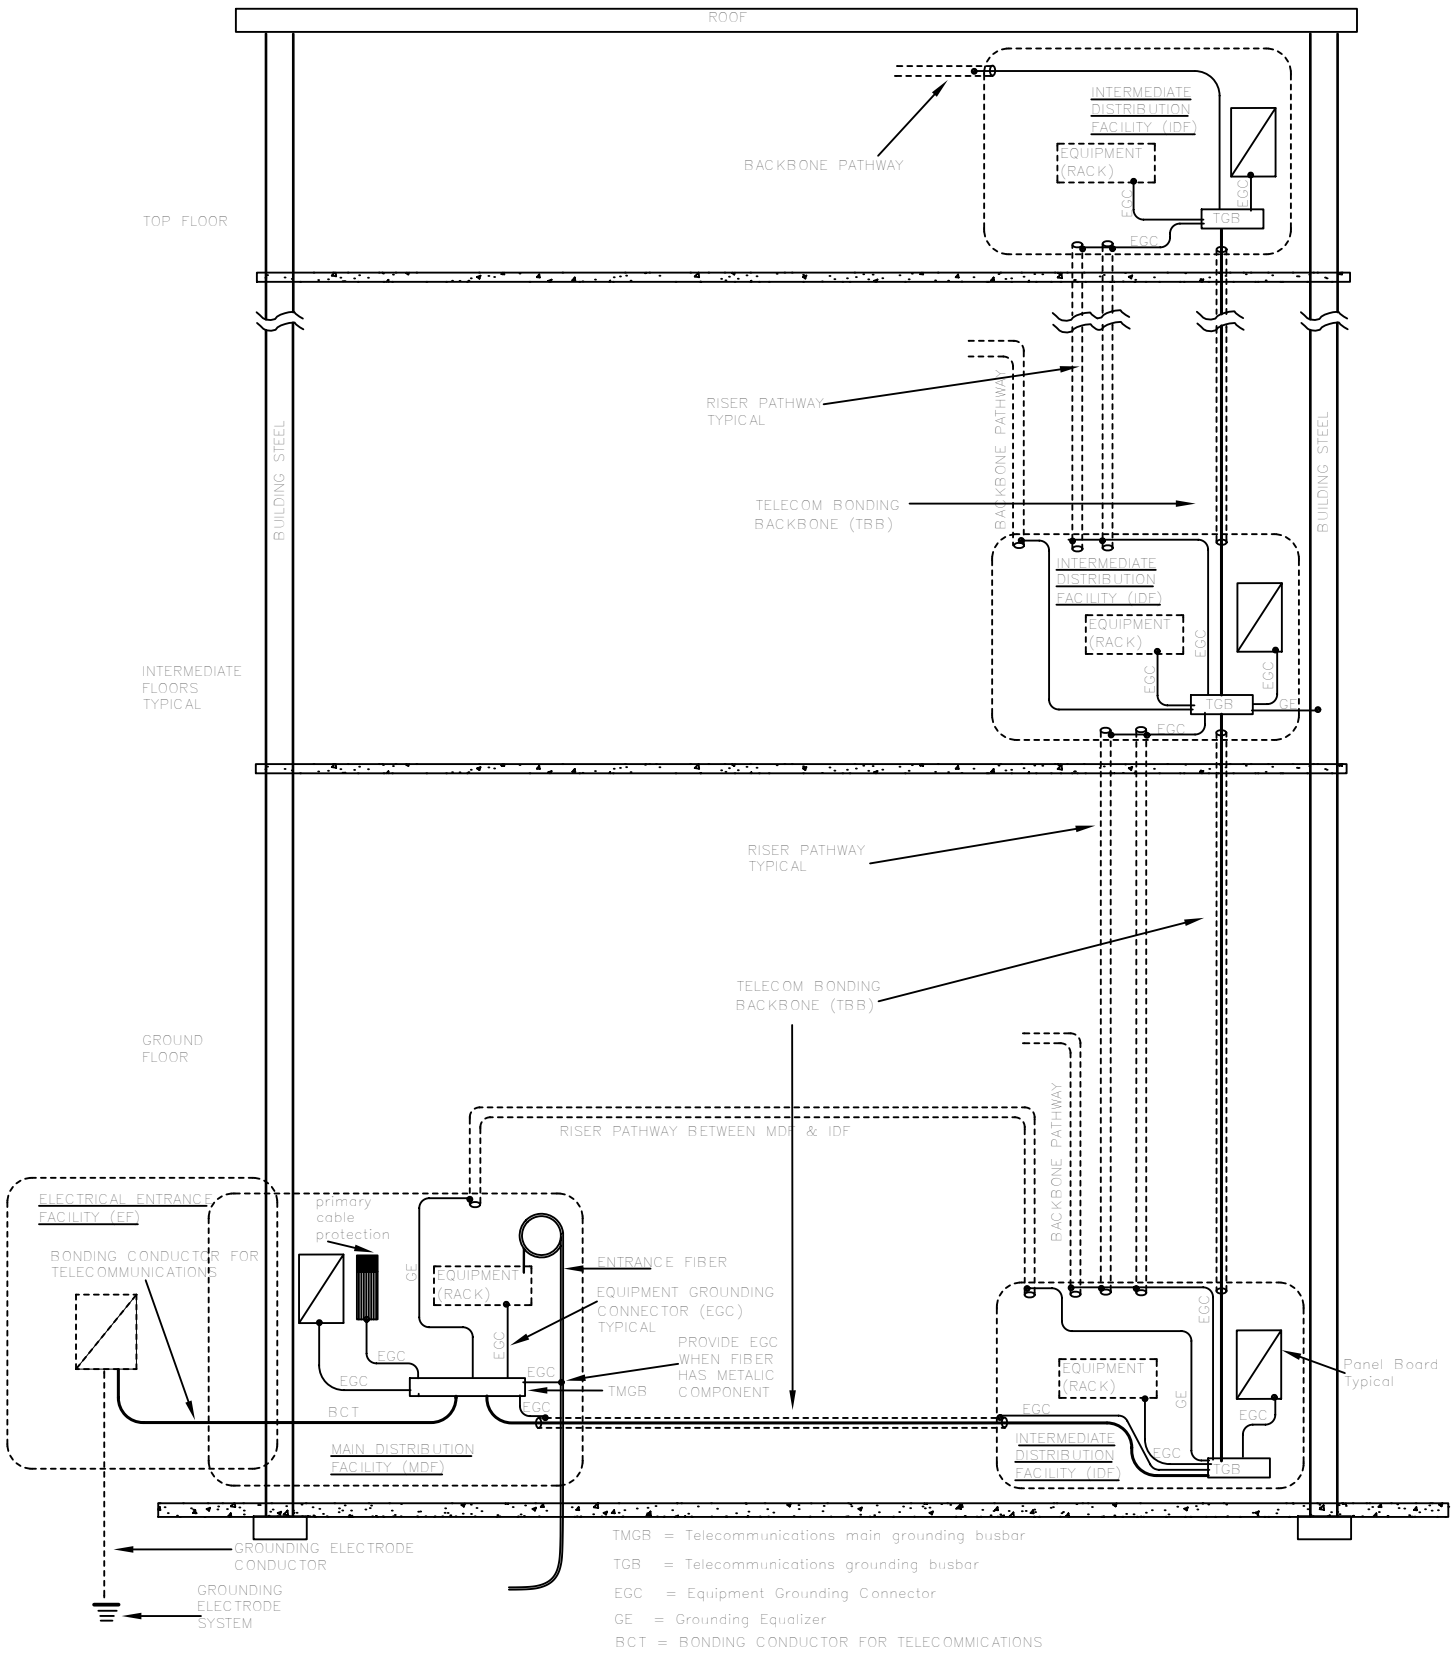 ROOF
INTERMEDIATE
DISTRIBUTION
FACILITY (IDF)
EQUIPMENT
(RACK)
BACKBONE PATHWAY
EGC
EGC
TGB
TOP FLOOR
EGC
BACKBONE PATHWAY
RISER PATHWAY
TYPICAL
BUILDING STEEL
BUILDING STEEL
TELECOM BONDING
BACKBONE (TBB)
INTERMEDIATE
DISTRIBUTION
FACILITY (IDF)
EQUIPMENT
(RACK)
EGC
EGC
EGC
INTERMEDIATE
FLOORS
TYPICAL
TGB
GE
EGC
RISER PATHWAY
TYPICAL
TELECOM BONDING
BACKBONE (TBB)
GROUND
FLOOR
RISER PATHWAY BETWEEN MDF & IDF
BACKBONE PATHWAY
ELECTRICAL ENTRANCE
FACILITY (EF)
primary
cable
protection
BONDING CONDUCTOR FOR
TELECOMMUNICATIONS
GE
EQUIPMENT
(RACK)
ENTRANCE FIBER
EQUIPMENT GROUNDING
CONNECTOR (EGC)
TYPICAL
EGC
PROVIDE EGC
WHEN FIBER
HAS METALIC
COMPONENT
EGC
EGC
EGC
EGC
TMGB
BCT
EGC
EQUIPMENT
(RACK)
GE
Panel Board
Typical
EGC
EGC
EGC
TGB
MAIN DISTRIBUTION
FACILITY (MDF)
INTERMEDIATE
DISTRIBUTION
FACILITY (IDF)
GROUNDING ELECTRODE
CONDUCTOR
GROUNDING
ELECTRODE
SYSTEM
TMGB = Telecommunications main grounding busbar
TGB = Telecommunications grounding busbar
EGC = Equipment Grounding Connector
GE = Grounding Equalizer
BCT = BONDING CONDUCTOR FOR TELECOMMICATIONS